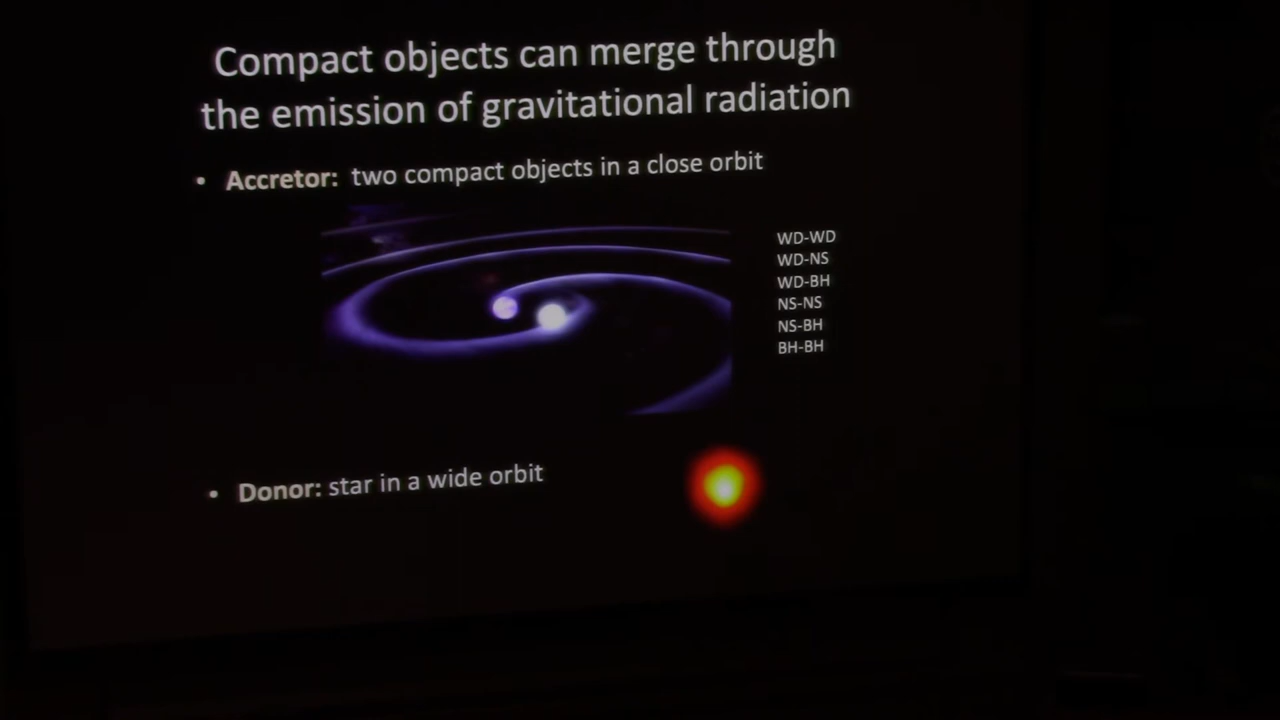 Compact objects can merge through
the emission of gravitational radiation
• Accretor: two compact objects in a close orbit
WD-WD
WD-NS
WD-BH
NS-NS
NS-BH
BH-BH
• Donor: star in a wide orbit